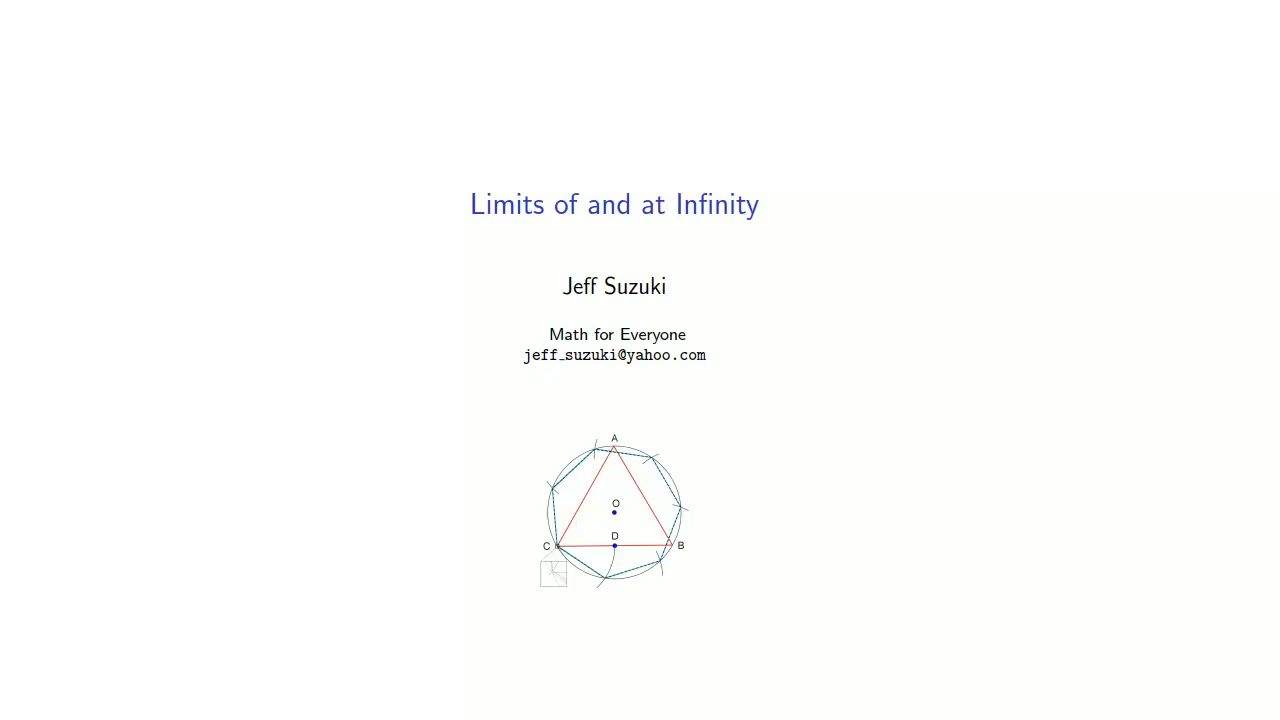 Limits of and at Infinity
Jeff Suzuki
Math for Everyone
jeff_suzuki@yahoo.com
A
O
D
C
B